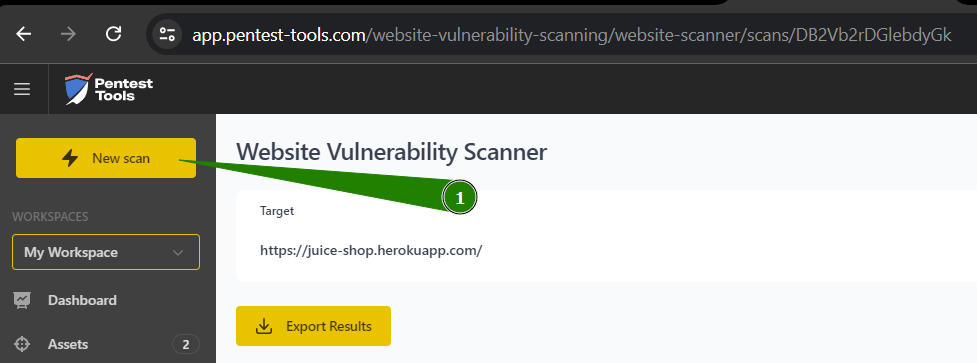 app.pentest-tools.com/website-vulnerability-scanning/website-scanner/scans/DB2Vb2rDGlebdyGk
Pentest
Tools
New scan
Website Vulnerability Scanner
1
Target
WORKSPACES
My Workspace
https://juice-shop.herokuapp.com/
Dashboard
Export Results
Assets 2